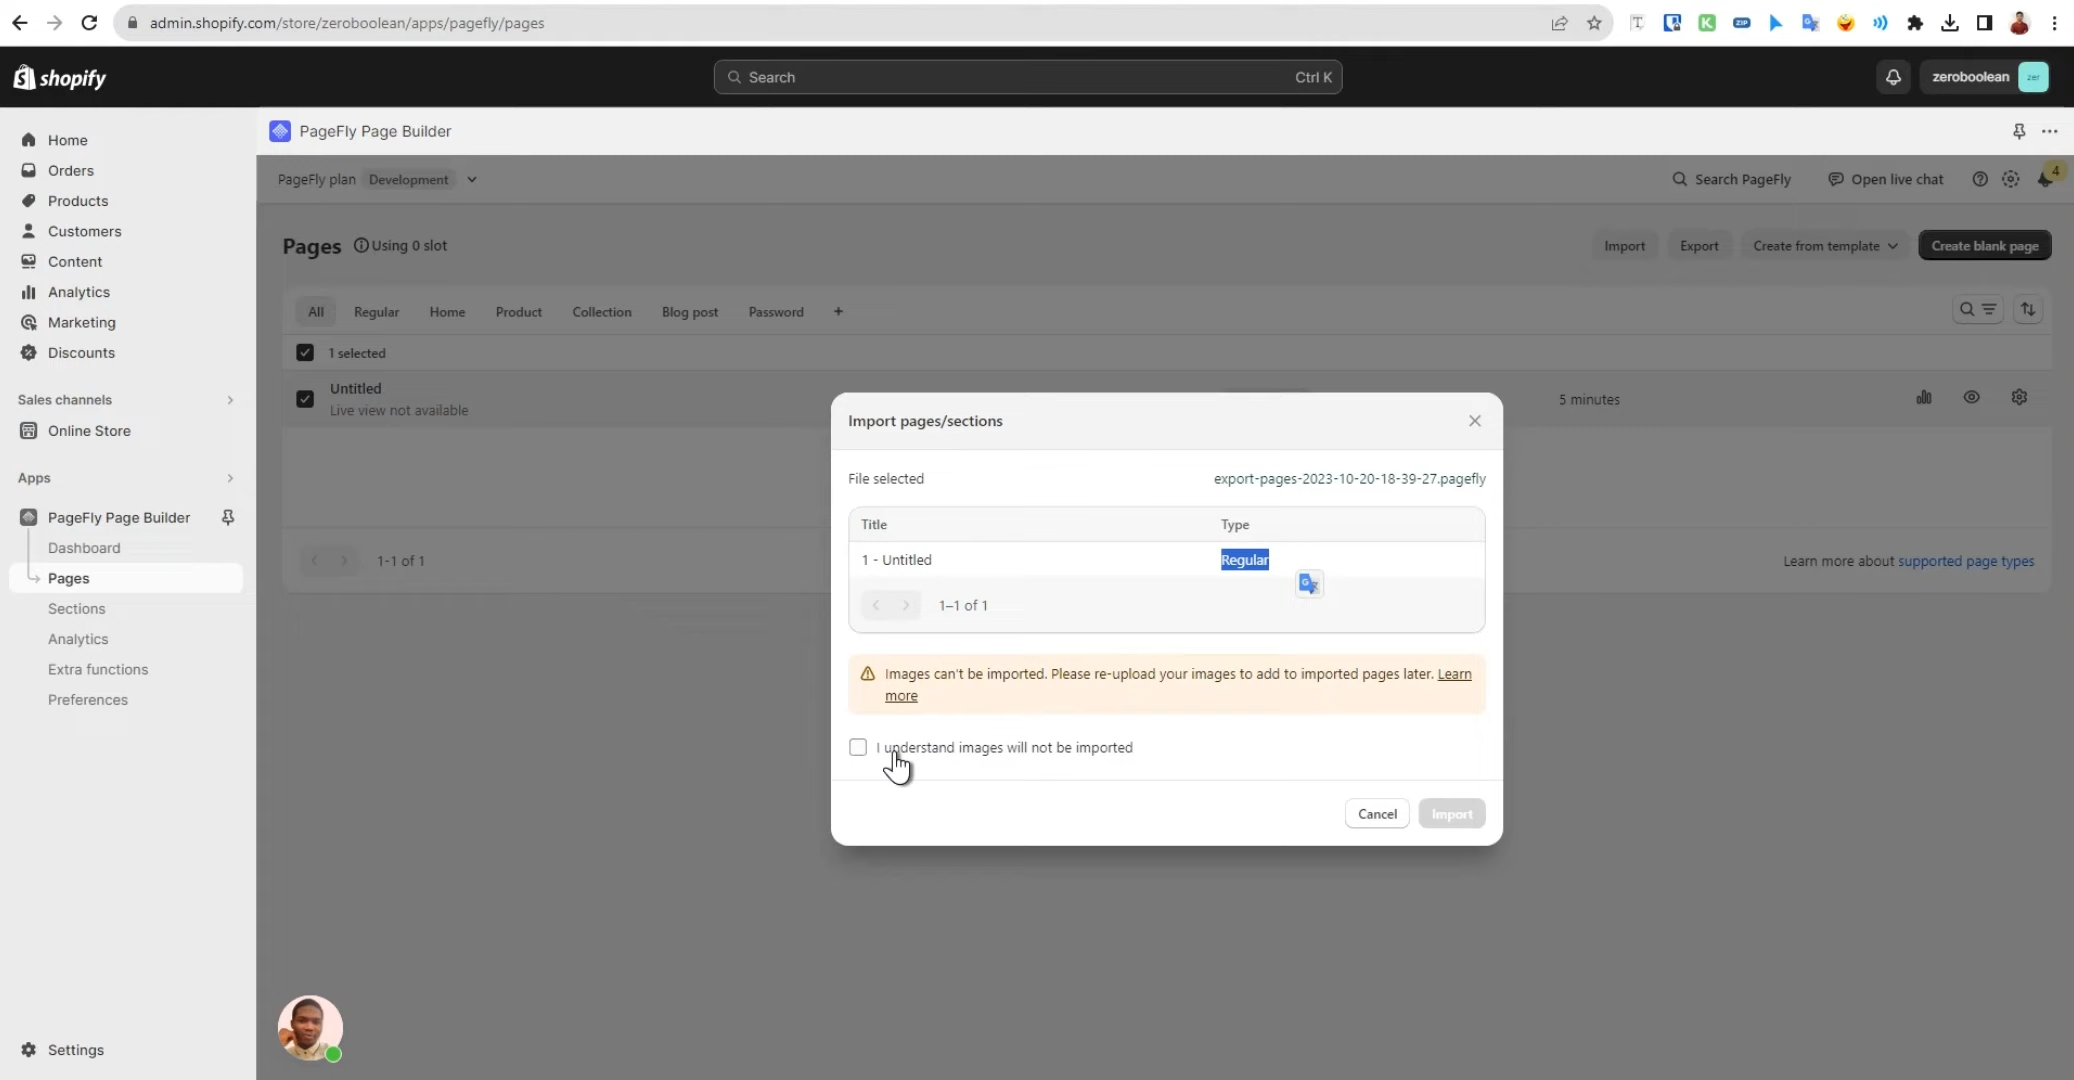 admin.shopify.com/store/zeroboolean/apps/pagefly/pages
T K ZIP
shopify
Search Ctrl K
zeroboolean zer
Home
Orders
Products
Customers
Content
Analytics
Marketing
Discounts
Sales channels
Online Store
Apps
PageFly Page Builder
Dashboard
Pages
Sections
Analytics
Extra functions
Preferences
Settings
PageFly Page Builder
PageFly plan Development
Search PageFly Open live chat 4
Pages Using 0 slot
Import Export Create from template Create blank page
All Regular Home Product Collection Blog post Password +
1 selected
Untitled
Live view not available
5 minutes
1-1 of 1
Learn more about supported page types
Import pages/sections
File selected export-pages-2023-10-20-18-39-27.pagefly
Title Type
1 - Untitled Regular
1–1 of 1
Images can't be imported. Please re-upload your images to add to imported pages later. Learn
more
I understand images will not be imported
Cancel Import